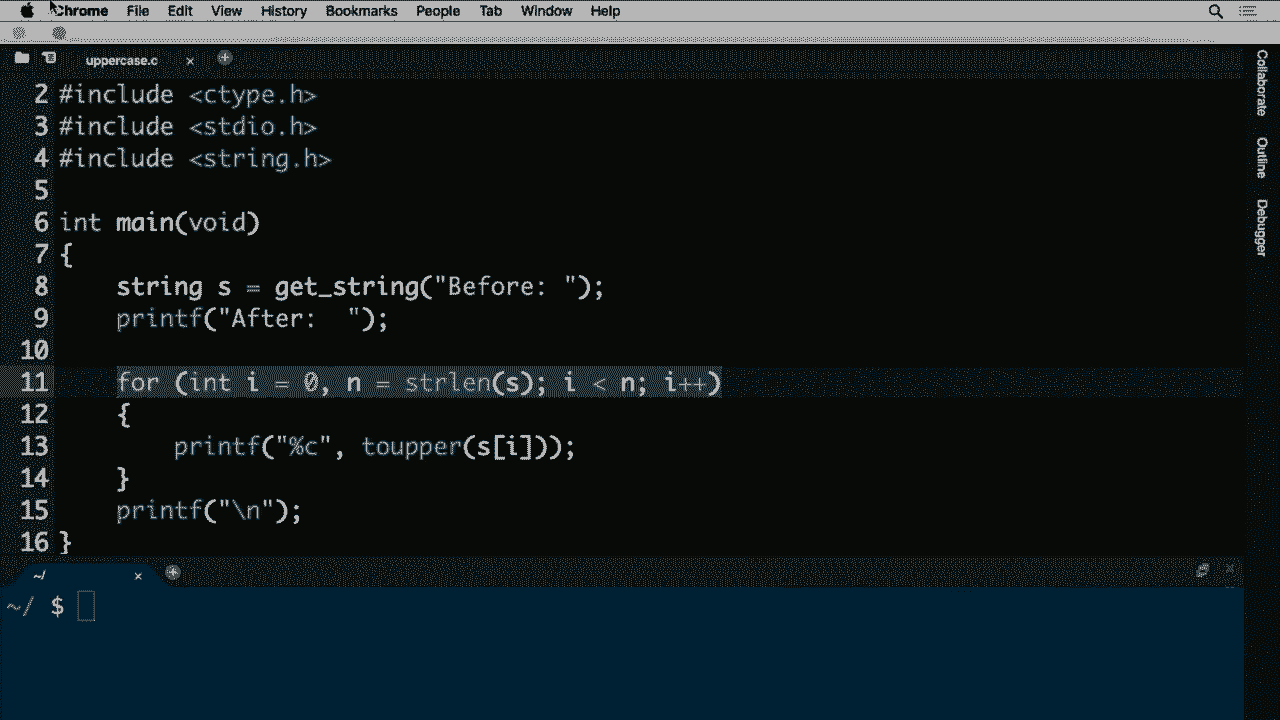 Chrome File Edit View History Bookmarks People Tab Window Help
uppercase.c
2 #include <ctype.h>
3 #include <stdio.h>
4 #include <string.h>
5
6 int main(void)
7 {
8     string s = get_string("Before: ");
9     printf("After:  ");
10
11     for (int i = 0, n = strlen(s); i < n; i++)
12     {
13         printf("%c", toupper(s[i]));
14     }
15     printf("\n");
16 }
~/
~/ $
Collaborate
Outline
Debugger